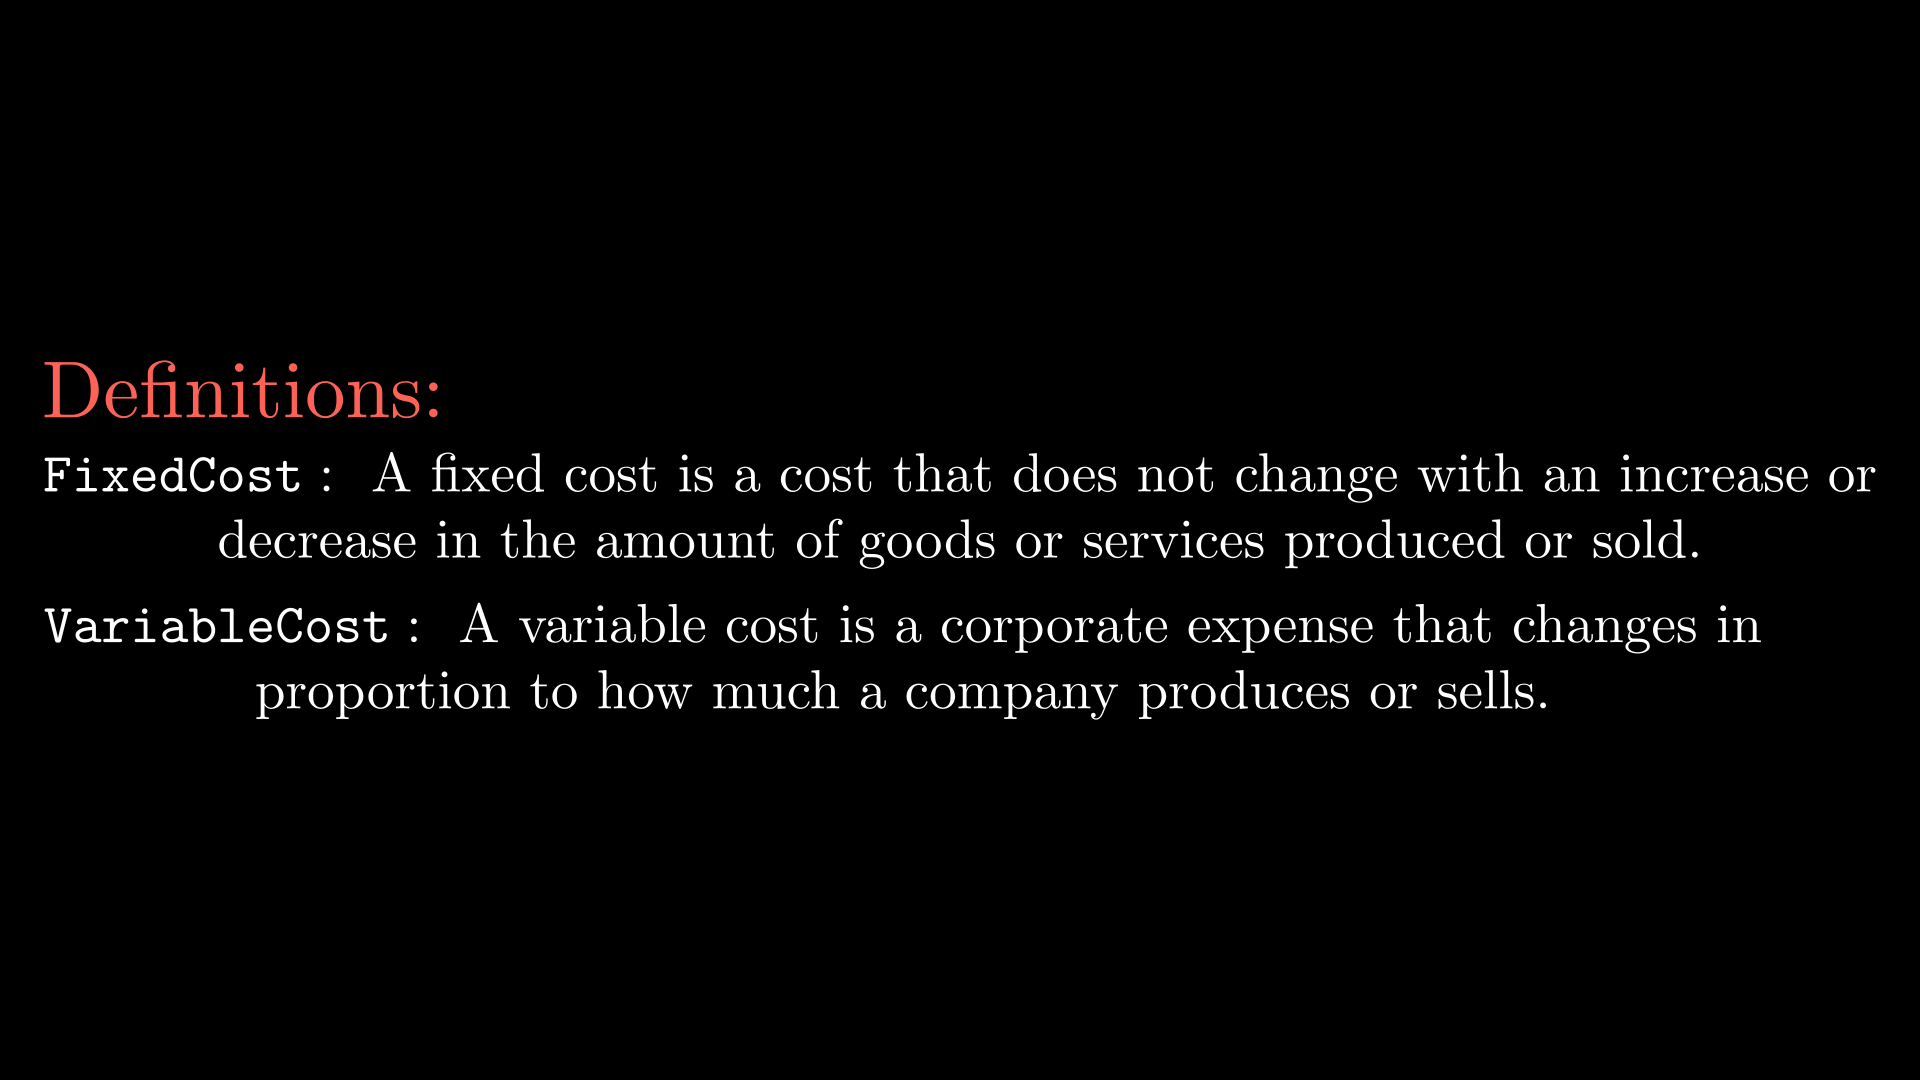 Definitions:
FixedCost : A fixed cost is a cost that does not change with an increase or
decrease in the amount of goods or services produced or sold.
VariableCost : A variable cost is a corporate expense that changes in
proportion to how much a company produces or sells.